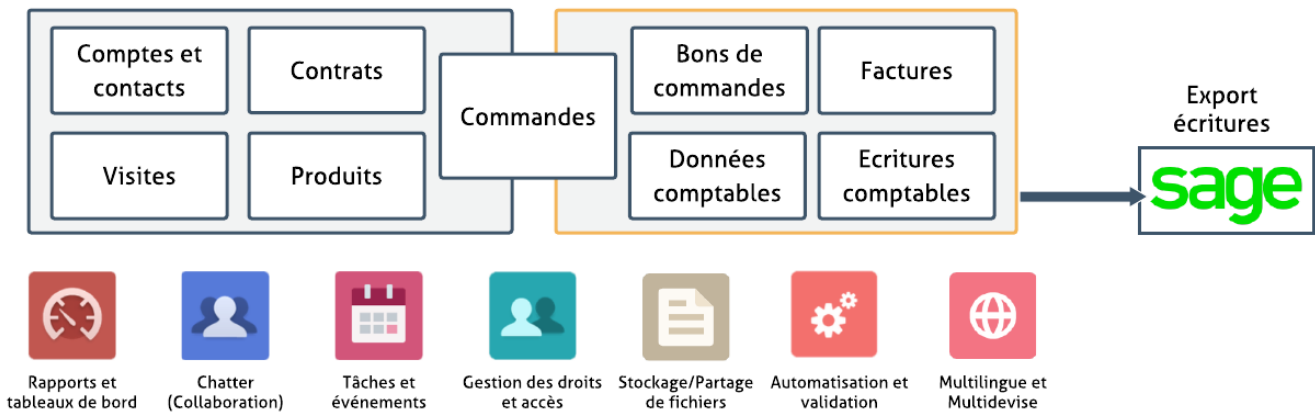 Comptes et
contacts
Contrats
Visites
Produits
Commandes
Bons de
commandes
Factures
Données
comptables
Ecritures
comptables
Export
écritures
sage
Rapports et
tableaux de bord
Chatter
(Collaboration)
Tâches et
événements
Gestion des droits
et accès
Stockage/Partage
de fichiers
Automatisation et
validation
Multilingue et
Multidevise